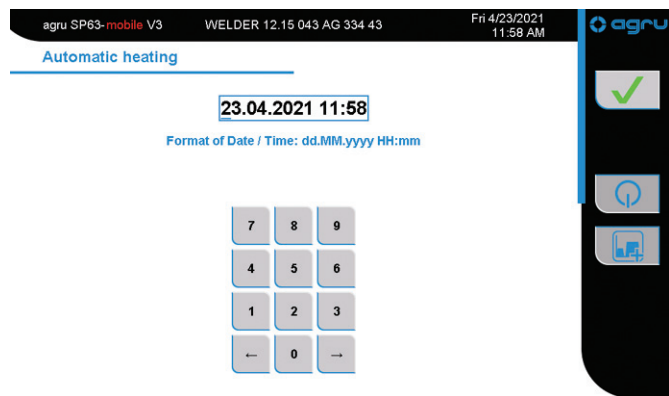 agru SP63-mobile V3 WELDER 12.15 043 AG 334 43 Fri 4/23/2021
11:58 AM
agru
Automatic heating
23.04.2021 11:58
Format of Date / Time: dd.MM.yyyy HH:mm
7 8 9
4 5 6
1 2 3
← 0 →